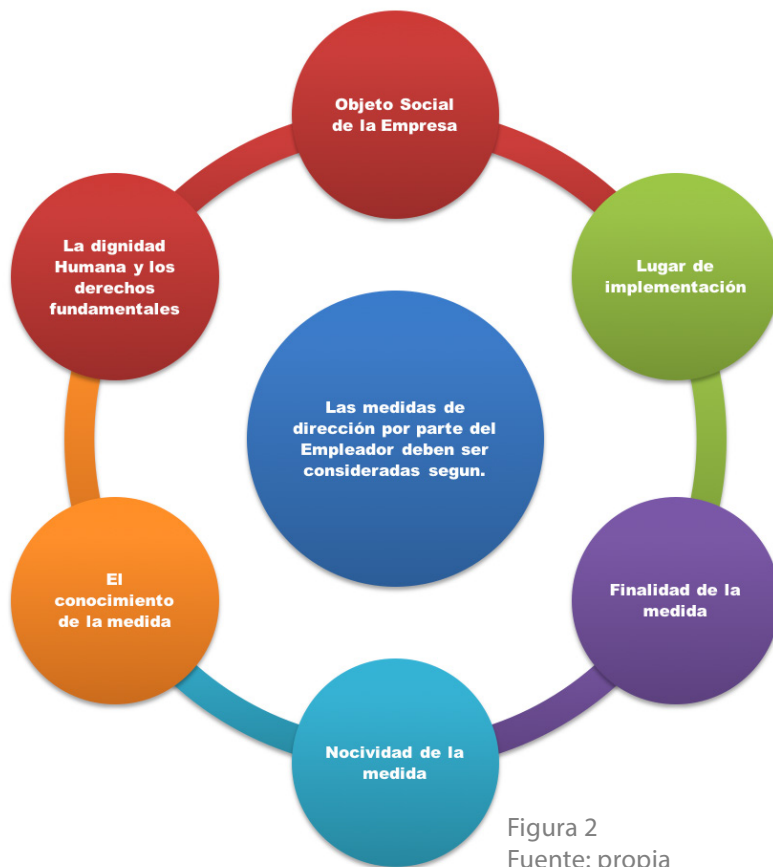 Objeto Social
de la Empresa
Lugar de
implementación
Finalidad de la
medida
Nocividad de la
medida
El
conocimiento
de la medida
La dignidad
Humana y los
derechos
fundamentales
Las medidas de
dirección por parte del
Empleador deben ser
consideradas segun.
Figura 2
Fuente: propia